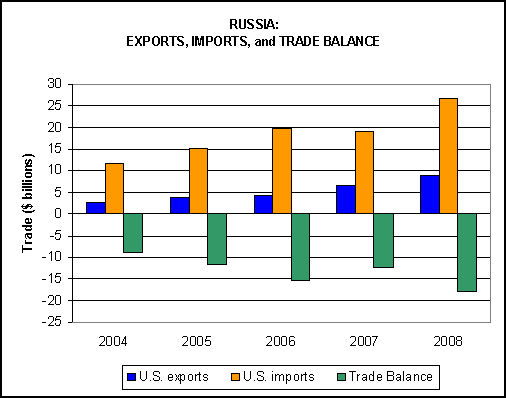 RUSSIA:
EXPORTS, IMPORTS, and TRADE BALANCE
Trade ($ billions)
30
25
20
15
10
5
0
-5
-10
-15
-20
-25
2004 2005 2006 2007 2008
U.S. exports U.S. imports Trade Balance